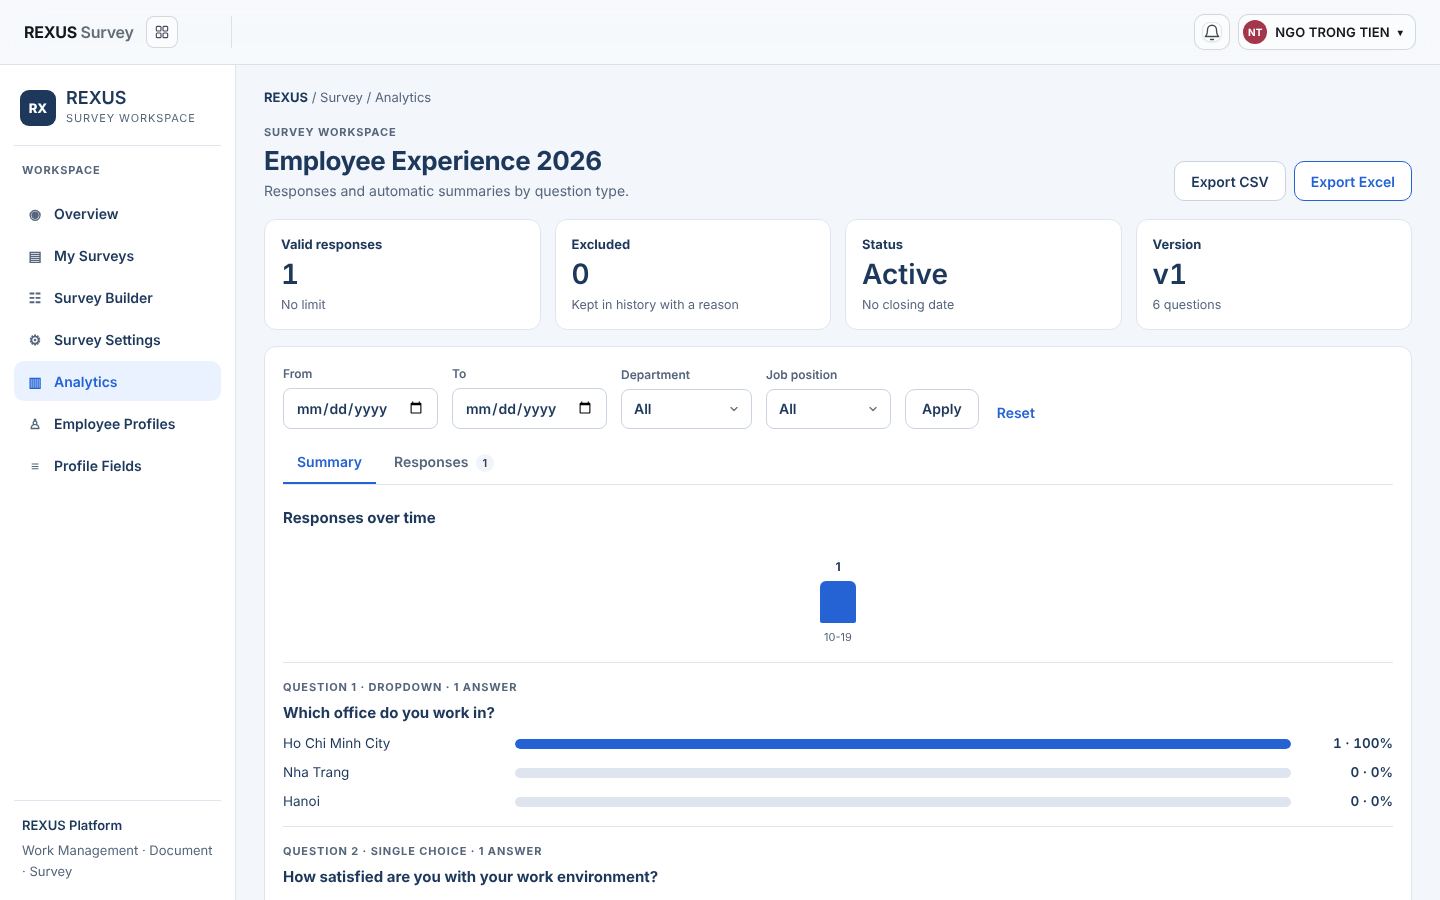 REXUS Survey
NT NGO TRONG TIEN
RX
REXUS
SURVEY WORKSPACE
WORKSPACE
Overview
My Surveys
Survey Builder
Survey Settings
Analytics
Employee Profiles
Profile Fields
REXUS Platform
Work Management · Document
· Survey
REXUS / Survey / Analytics
SURVEY WORKSPACE
Employee Experience 2026
Responses and automatic summaries by question type.
Export CSV
Export Excel
Valid responses
1
No limit
Excluded
0
Kept in history with a reason
Status
Active
No closing date
Version
v1
6 questions
From
mm/dd/yyyy
To
mm/dd/yyyy
Department
All
Job position
All
Apply
Reset
Summary
Responses 1
Responses over time
1
10-19
QUESTION 1 · DROPDOWN · 1 ANSWER
Which office do you work in?
Ho Chi Minh City 1 · 100%
Nha Trang 0 · 0%
Hanoi 0 · 0%
QUESTION 2 · SINGLE CHOICE · 1 ANSWER
How satisfied are you with your work environment?